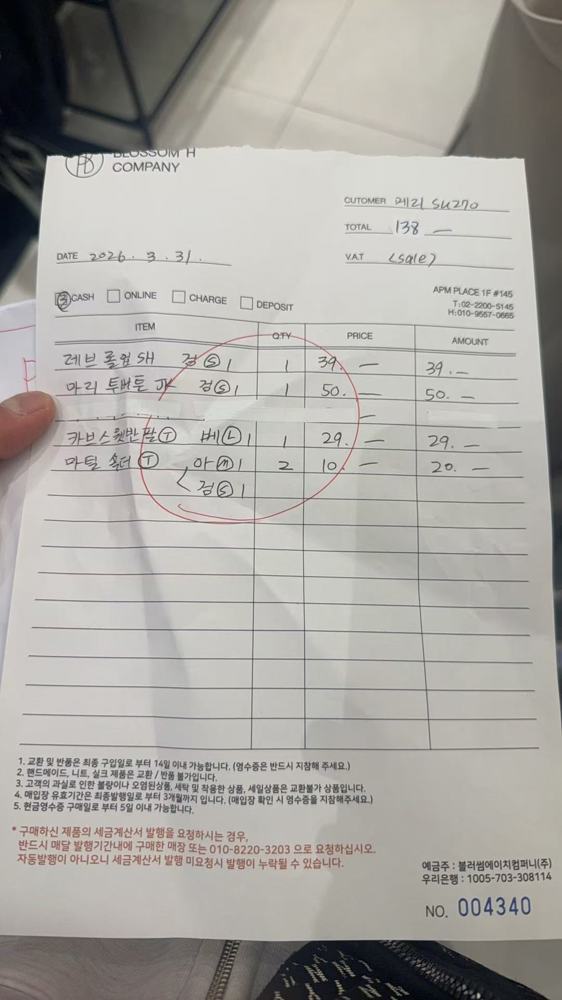 BLOSSOM H
COMPANY
CUTOMER 메리 SU270
TOTAL 138 —
DATE 2026. 3. 31.
V.A.T (sale)
APM PLACE 1F #145
T:02-2200-5145
H:010-9557-0665
CASH ONLINE CHARGE DEPOSIT
ITEM QTY PRICE AMOUNT
레브 롤업 SH 검 Ⓢ 1 1 39. — 39. —
마리 투버튼 검 Ⓢ 1 1 50. — 50. —
—
카브스 윗반팔 Ⓣ 베 Ⓛ 1 1 29. — 29. —
마틸 숄더 Ⓣ 아 Ⓜ 1 2 10. — 20. —
검 Ⓢ 1
1. 교환 및 반품은 최종 구입일로 부터 14일 이내 가능합니다. (영수증은 반드시 지참해 주세요.)
2. 핸드메이드, 니트, 실크 제품은 교환 / 반품 불가입니다.
3. 고객의 과실로 인한 불량이나 오염된상품, 세탁 및 착용한 상품, 세일상품은 교환불가 상품입니다.
4. 매입장 유효기간은 최종발행일로 부터 3개월까지 입니다. (매입장 확인 시 영수증을 지참해주세요.)
5. 현금영수증 구매일로 부터 5일 이내 가능합니다.
* 구매하신 제품의 세금계산서 발행을 요청하시는 경우,
반드시 매달 발행기간내에 구매한 매장 또는 010-8220-3203 으로 요청하십시오.
자동발행이 아니오니 세금계산서 발행 미요청시 발행이 누락될 수 있습니다.
예금주 : 블러썸에이치컴퍼니(주)
우리은행 : 1005-703-308114
NO. 004340